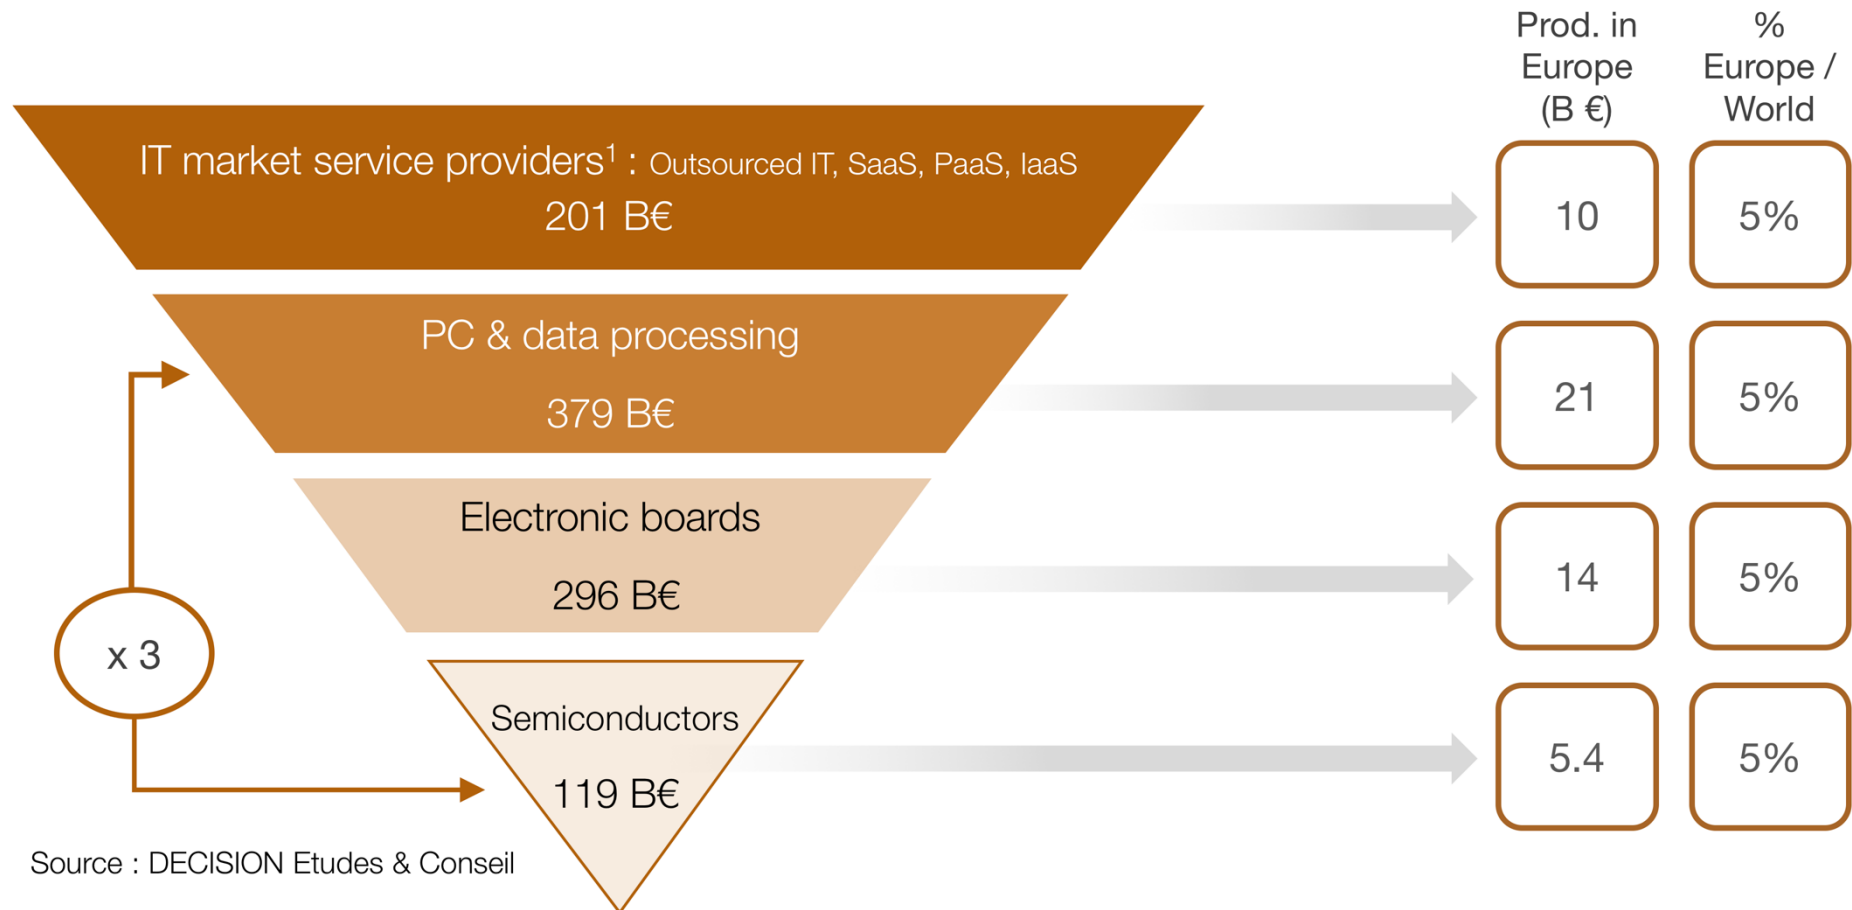 Prod. in
Europe
(B €)
%
Europe /
World
IT market service providers¹ : Outsourced IT, SaaS, PaaS, IaaS
201 B€
10
5%
PC & data processing
379 B€
21
5%
Electronic boards
296 B€
14
5%
x 3
Semiconductors
119 B€
5.4
5%
Source : DECISION Etudes & Conseil